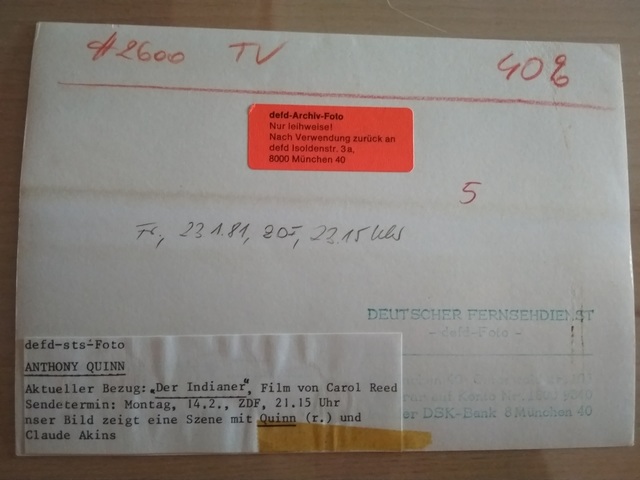 #2600 TV 40%
defd-Archiv-Foto
Nur leihweise!
Nach Verwendung zurück an
defd Isoldenstr. 3a,
8000 München 40
5
Fr., 23.1.81, ZDF, 23.15 Uhr
DEUTSCHER FERNSEHDIENST
- defd-Foto -
er DSK-Bank 8 München 40
defd-sts-Foto
ANTHONY QUINN
Aktueller Bezug: "Der Indianer", Film von Carol Reed
Sendetermin: Montag, 14.2., ZDF, 21.15 Uhr
nser Bild zeigt eine Szene mit Quinn (r.) und
Claude Akins